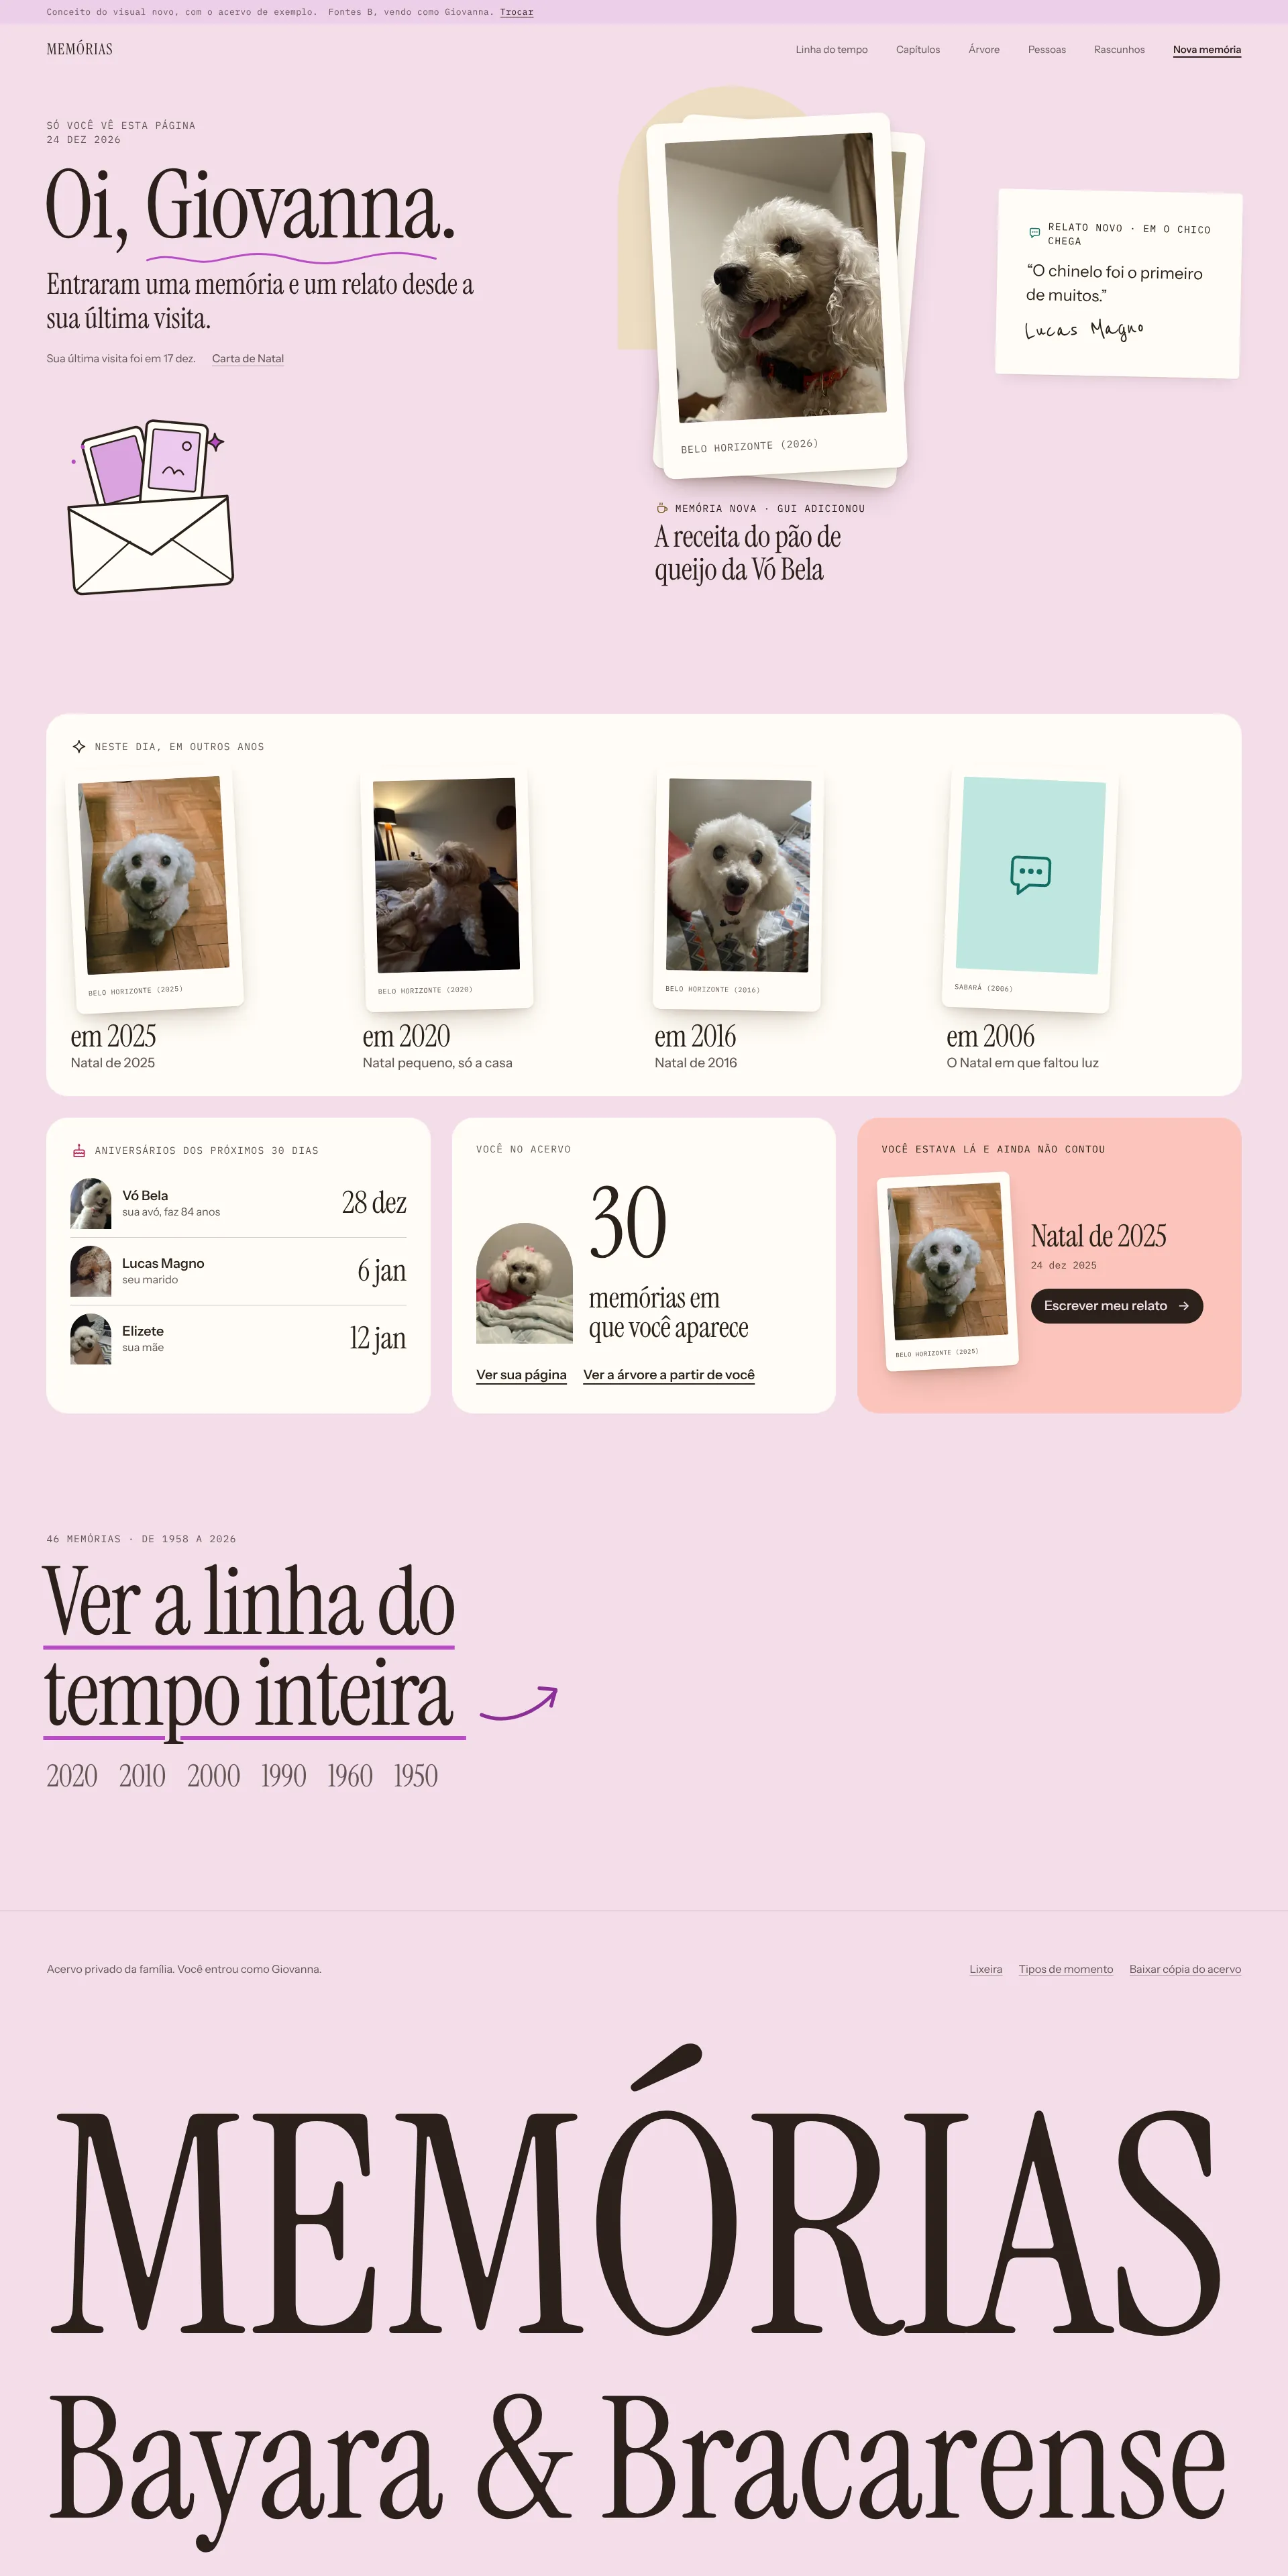 Conceito do visual novo, com o acervo de exemplo. Fontes B, vendo como Giovanna. Trocar
MEMÓRIAS
Linha do tempo
Capítulos
Árvore
Pessoas
Rascunhos
Nova memória
SÓ VOCÊ VÊ ESTA PÁGINA
24 DEZ 2026
Oi, Giovanna.
Entraram uma memória e um relato desde a
sua última visita.
Sua última visita foi em 17 dez.
Carta de Natal
BELO HORIZONTE (2026)
MEMÓRIA NOVA · GUI ADICIONOU
A receita do pão de
queijo da Vó Bela
RELATO NOVO · EM O CHICO
CHEGA
“O chinelo foi o primeiro
de muitos.”
Lucas Magno
NESTE DIA, EM OUTROS ANOS
BELO HORIZONTE (2025)
em 2025
Natal de 2025
BELO HORIZONTE (2020)
em 2020
Natal pequeno, só a casa
BELO HORIZONTE (2016)
em 2016
Natal de 2016
SABARÁ (2006)
em 2006
O Natal em que faltou luz
ANIVERSÁRIOS DOS PRÓXIMOS 30 DIAS
Vó Bela
sua avó, faz 84 anos
28 dez
Lucas Magno
seu marido
6 jan
Elizete
sua mãe
12 jan
VOCÊ NO ACERVO
30
memórias em
que você aparece
Ver sua página
Ver a árvore a partir de você
VOCÊ ESTAVA LÁ E AINDA NÃO CONTOU
BELO HORIZONTE (2025)
Natal de 2025
24 dez 2025
Escrever meu relato →
46 MEMÓRIAS · DE 1958 A 2026
Ver a linha do
tempo inteira
2020 2010 2000 1990 1960 1950
Acervo privado da família. Você entrou como Giovanna.
Lixeira
Tipos de momento
Baixar cópia do acervo
MEMÓRIAS
Bayara & Bracarense